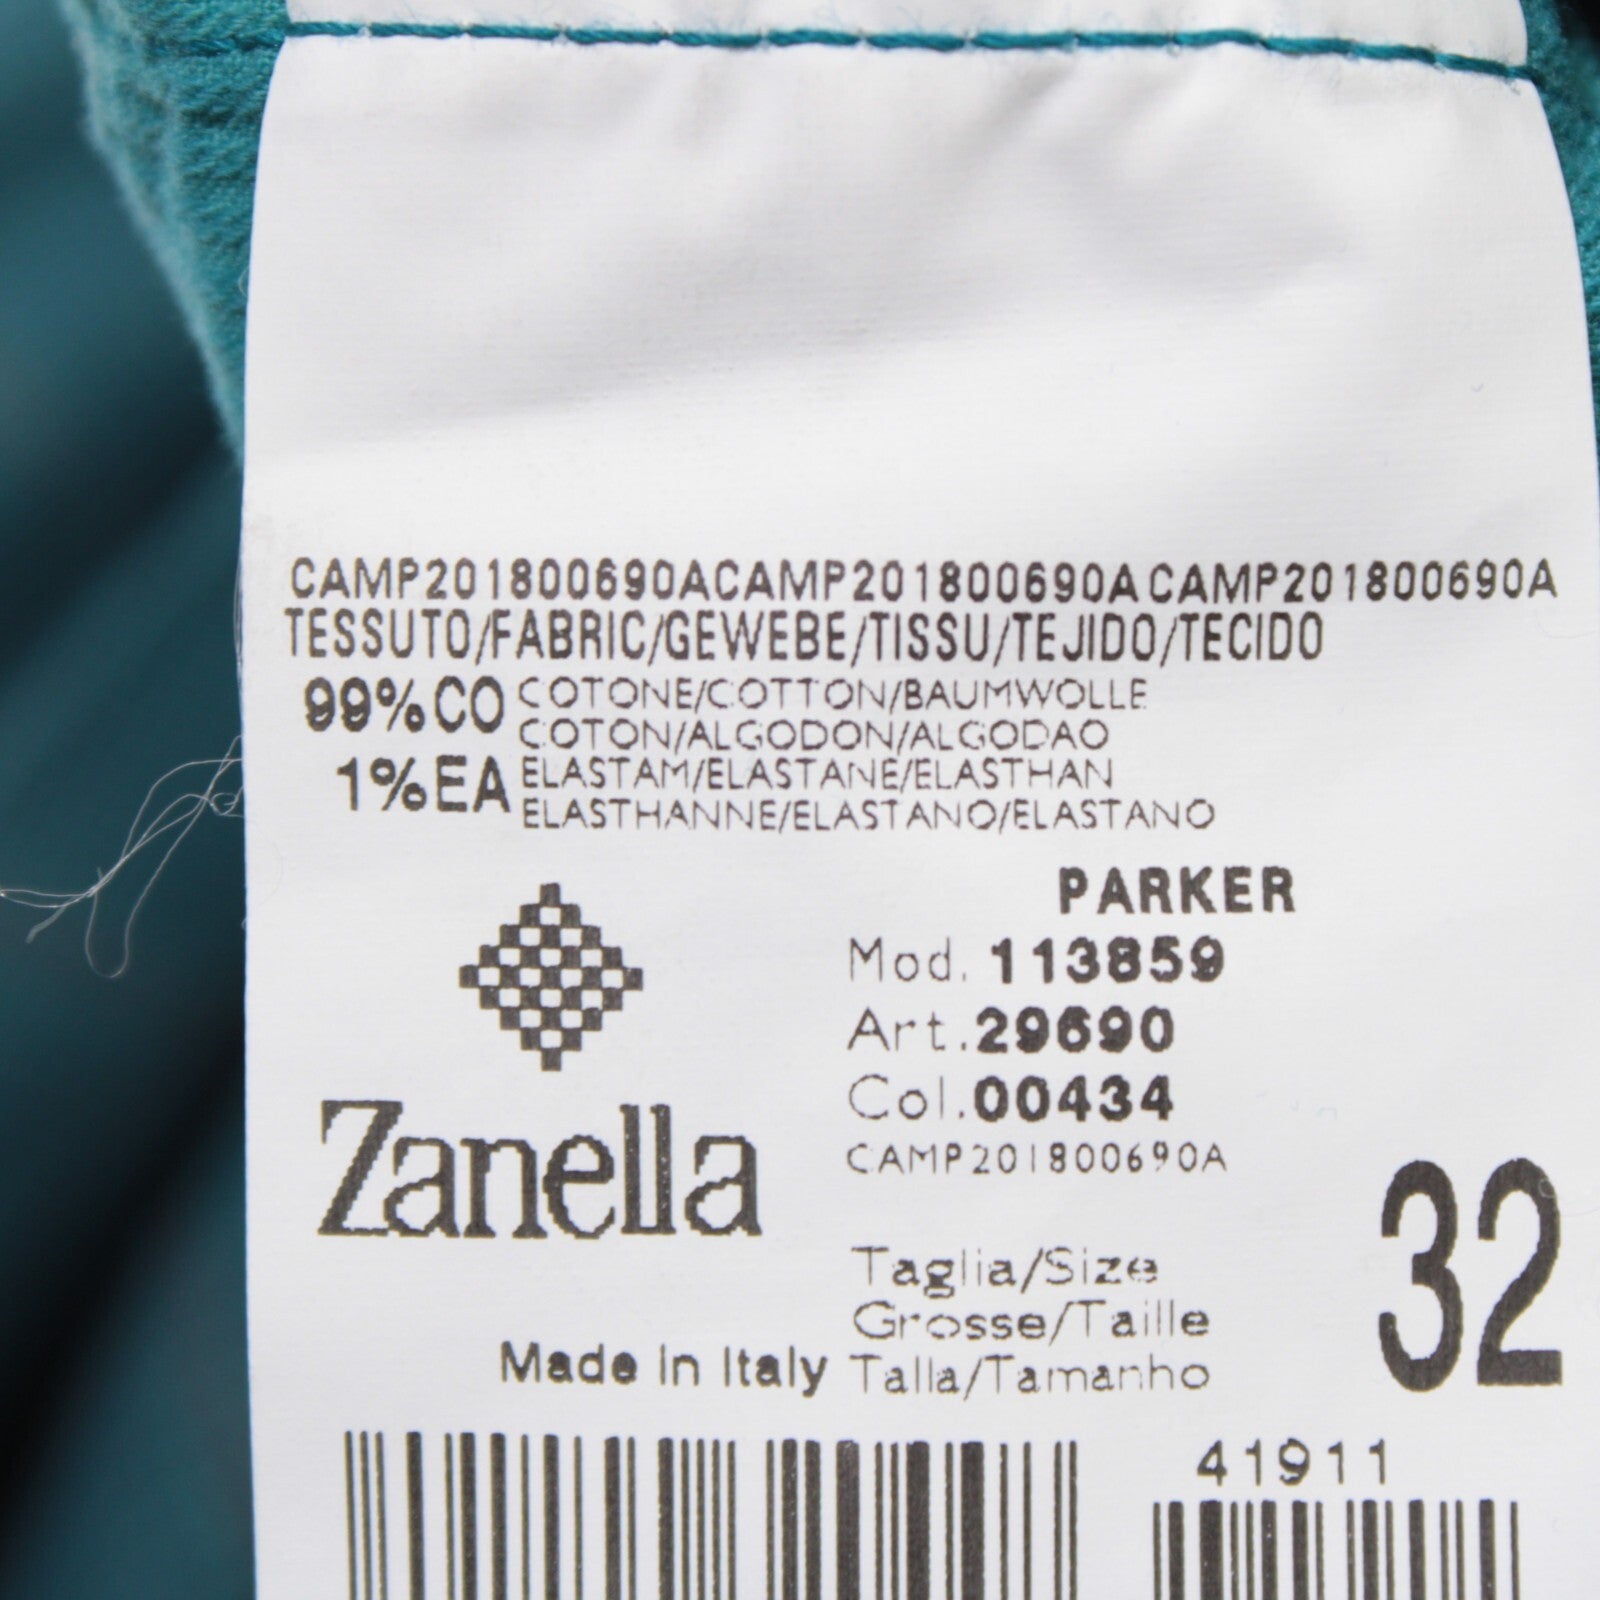 CAMP201800690ACAMP201800690ACAMP201800690A
TESSUTO/FABRIC/GEWEBE/TISSU/TEJIDO/TECIDO
99%CO COTONE/COTTON/BAUMWOLLE
COTON/ALGODON/ALGODAO
1%EA ELASTAM/ELASTANE/ELASTHAN
ELASTHANNE/ELASTANO/ELASTANO
PARKER
Mod. 113859
Art.29690
Col.00434
CAMP201800690A
Zanella
Taglia/Size
Grosse/Taille
Talla/Tamanho
32
Made In Italy
41911